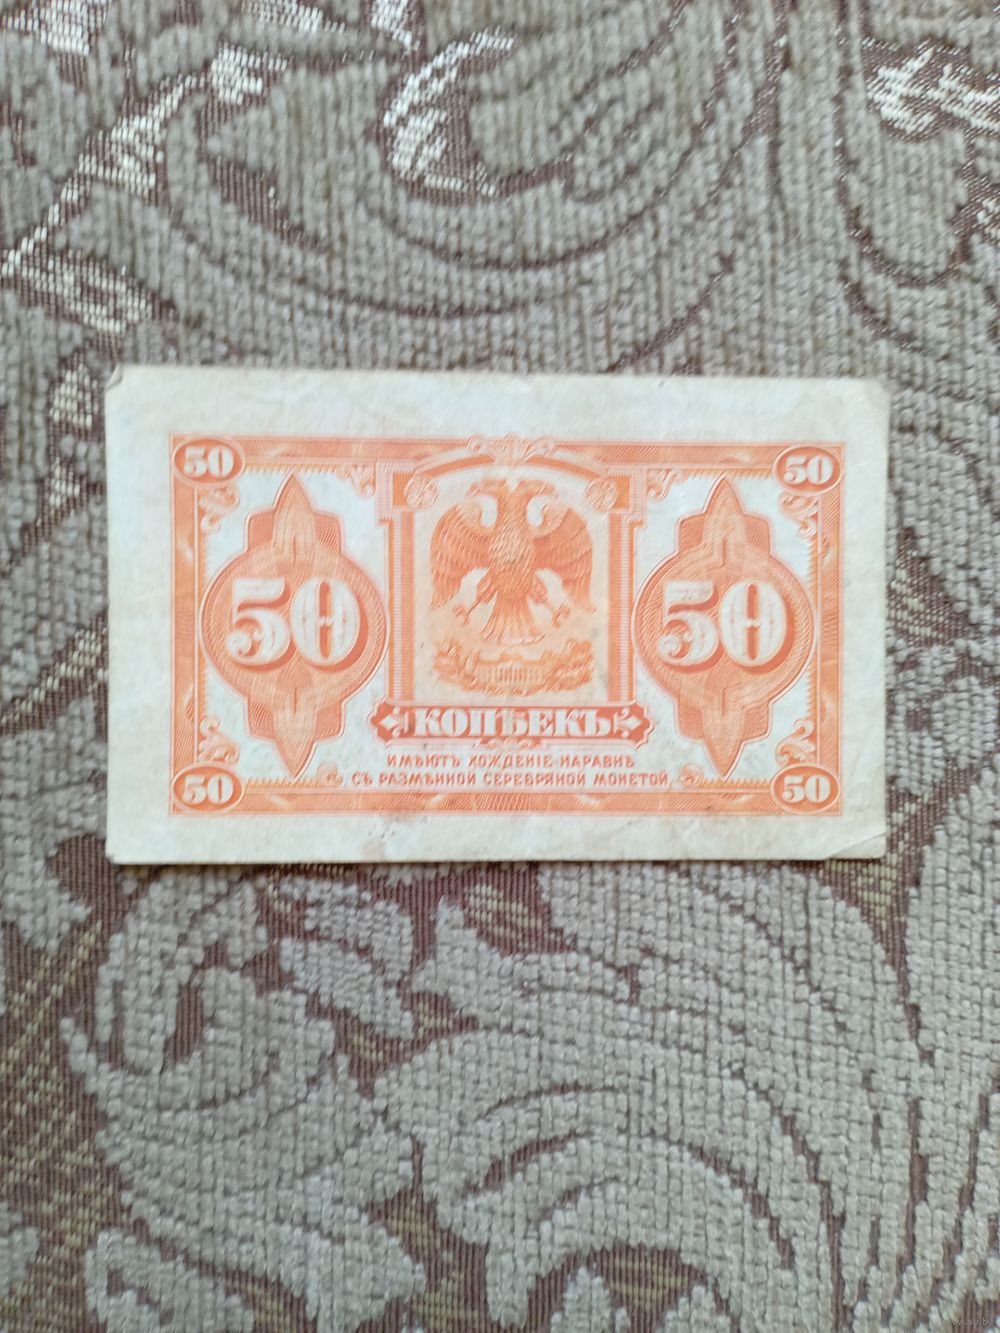 50 50
50 50
КОПѢЕКЪ
ИМѢЮТЪ ХОЖДЕНІЕ НАРАВНѢ
СЪ РАЗМѢННОЙ СЕРЕБРЯНОЙ МОНЕТОЙ.
50 50